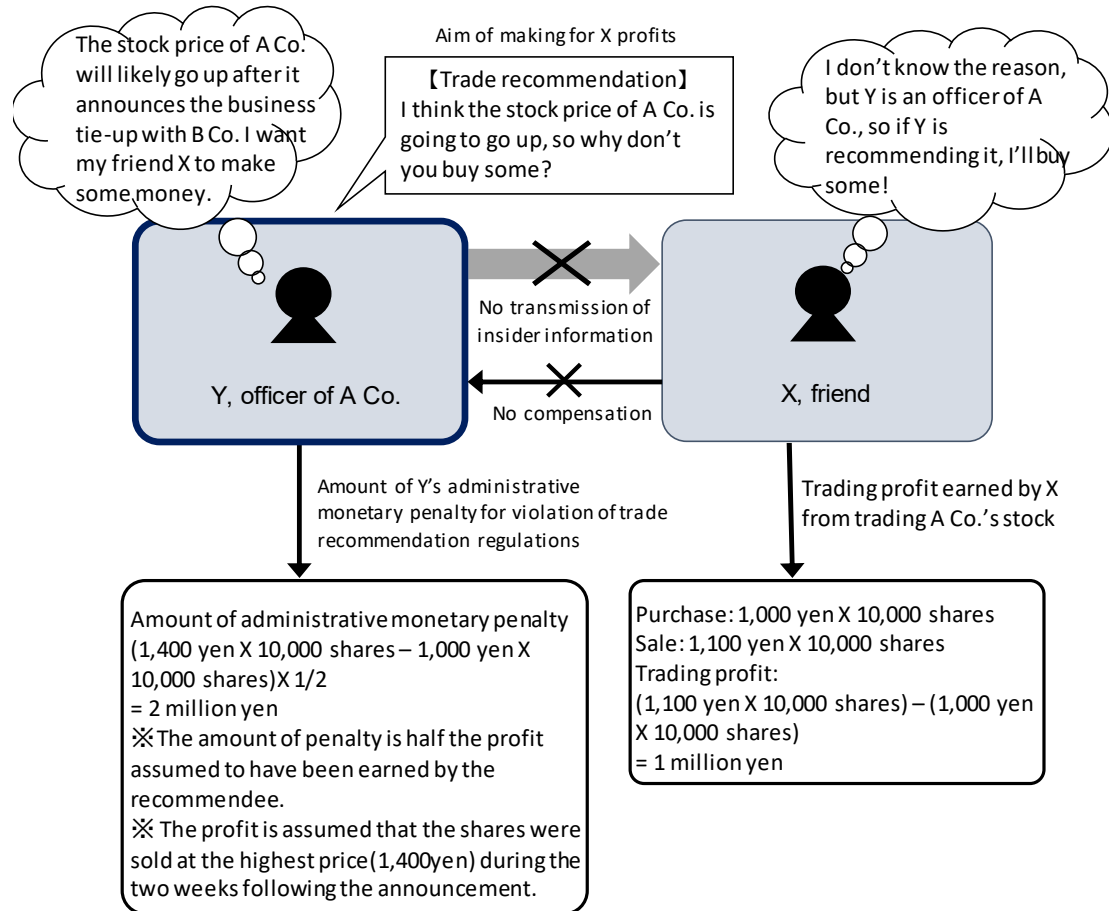 The stock price of A Co.
will likely go up after it
announces the business
tie-up with B Co. I want
my friend X to make
some money.
Aim of making for X profits
【Trade recommendation】
I think the stock price of A Co. is
going to go up, so why don't
you buy some?
I don't know the reason,
but Y is an officer of A
Co., so if Y is
recommending it, I'll buy
some!
No transmission of
insider information
Y, officer of A Co.
X, friend
No compensation
Amount of Y's administrative
monetary penalty for violation of trade
recommendation regulations
Trading profit earned by X
from trading A Co.'s stock
Amount of administrative monetary penalty
(1,400 yen X 10,000 shares – 1,000 yen X
10,000 shares)X 1/2
= 2 million yen
※The amount of penalty is half the profit
assumed to have been earned by the
recommendee.
※ The profit is assumed that the shares were
sold at the highest price(1,400yen) during the
two weeks following the announcement.
Purchase: 1,000 yen X 10,000 shares
Sale: 1,100 yen X 10,000 shares
Trading profit:
(1,100 yen X 10,000 shares) – (1,000 yen
X 10,000 shares)
= 1 million yen